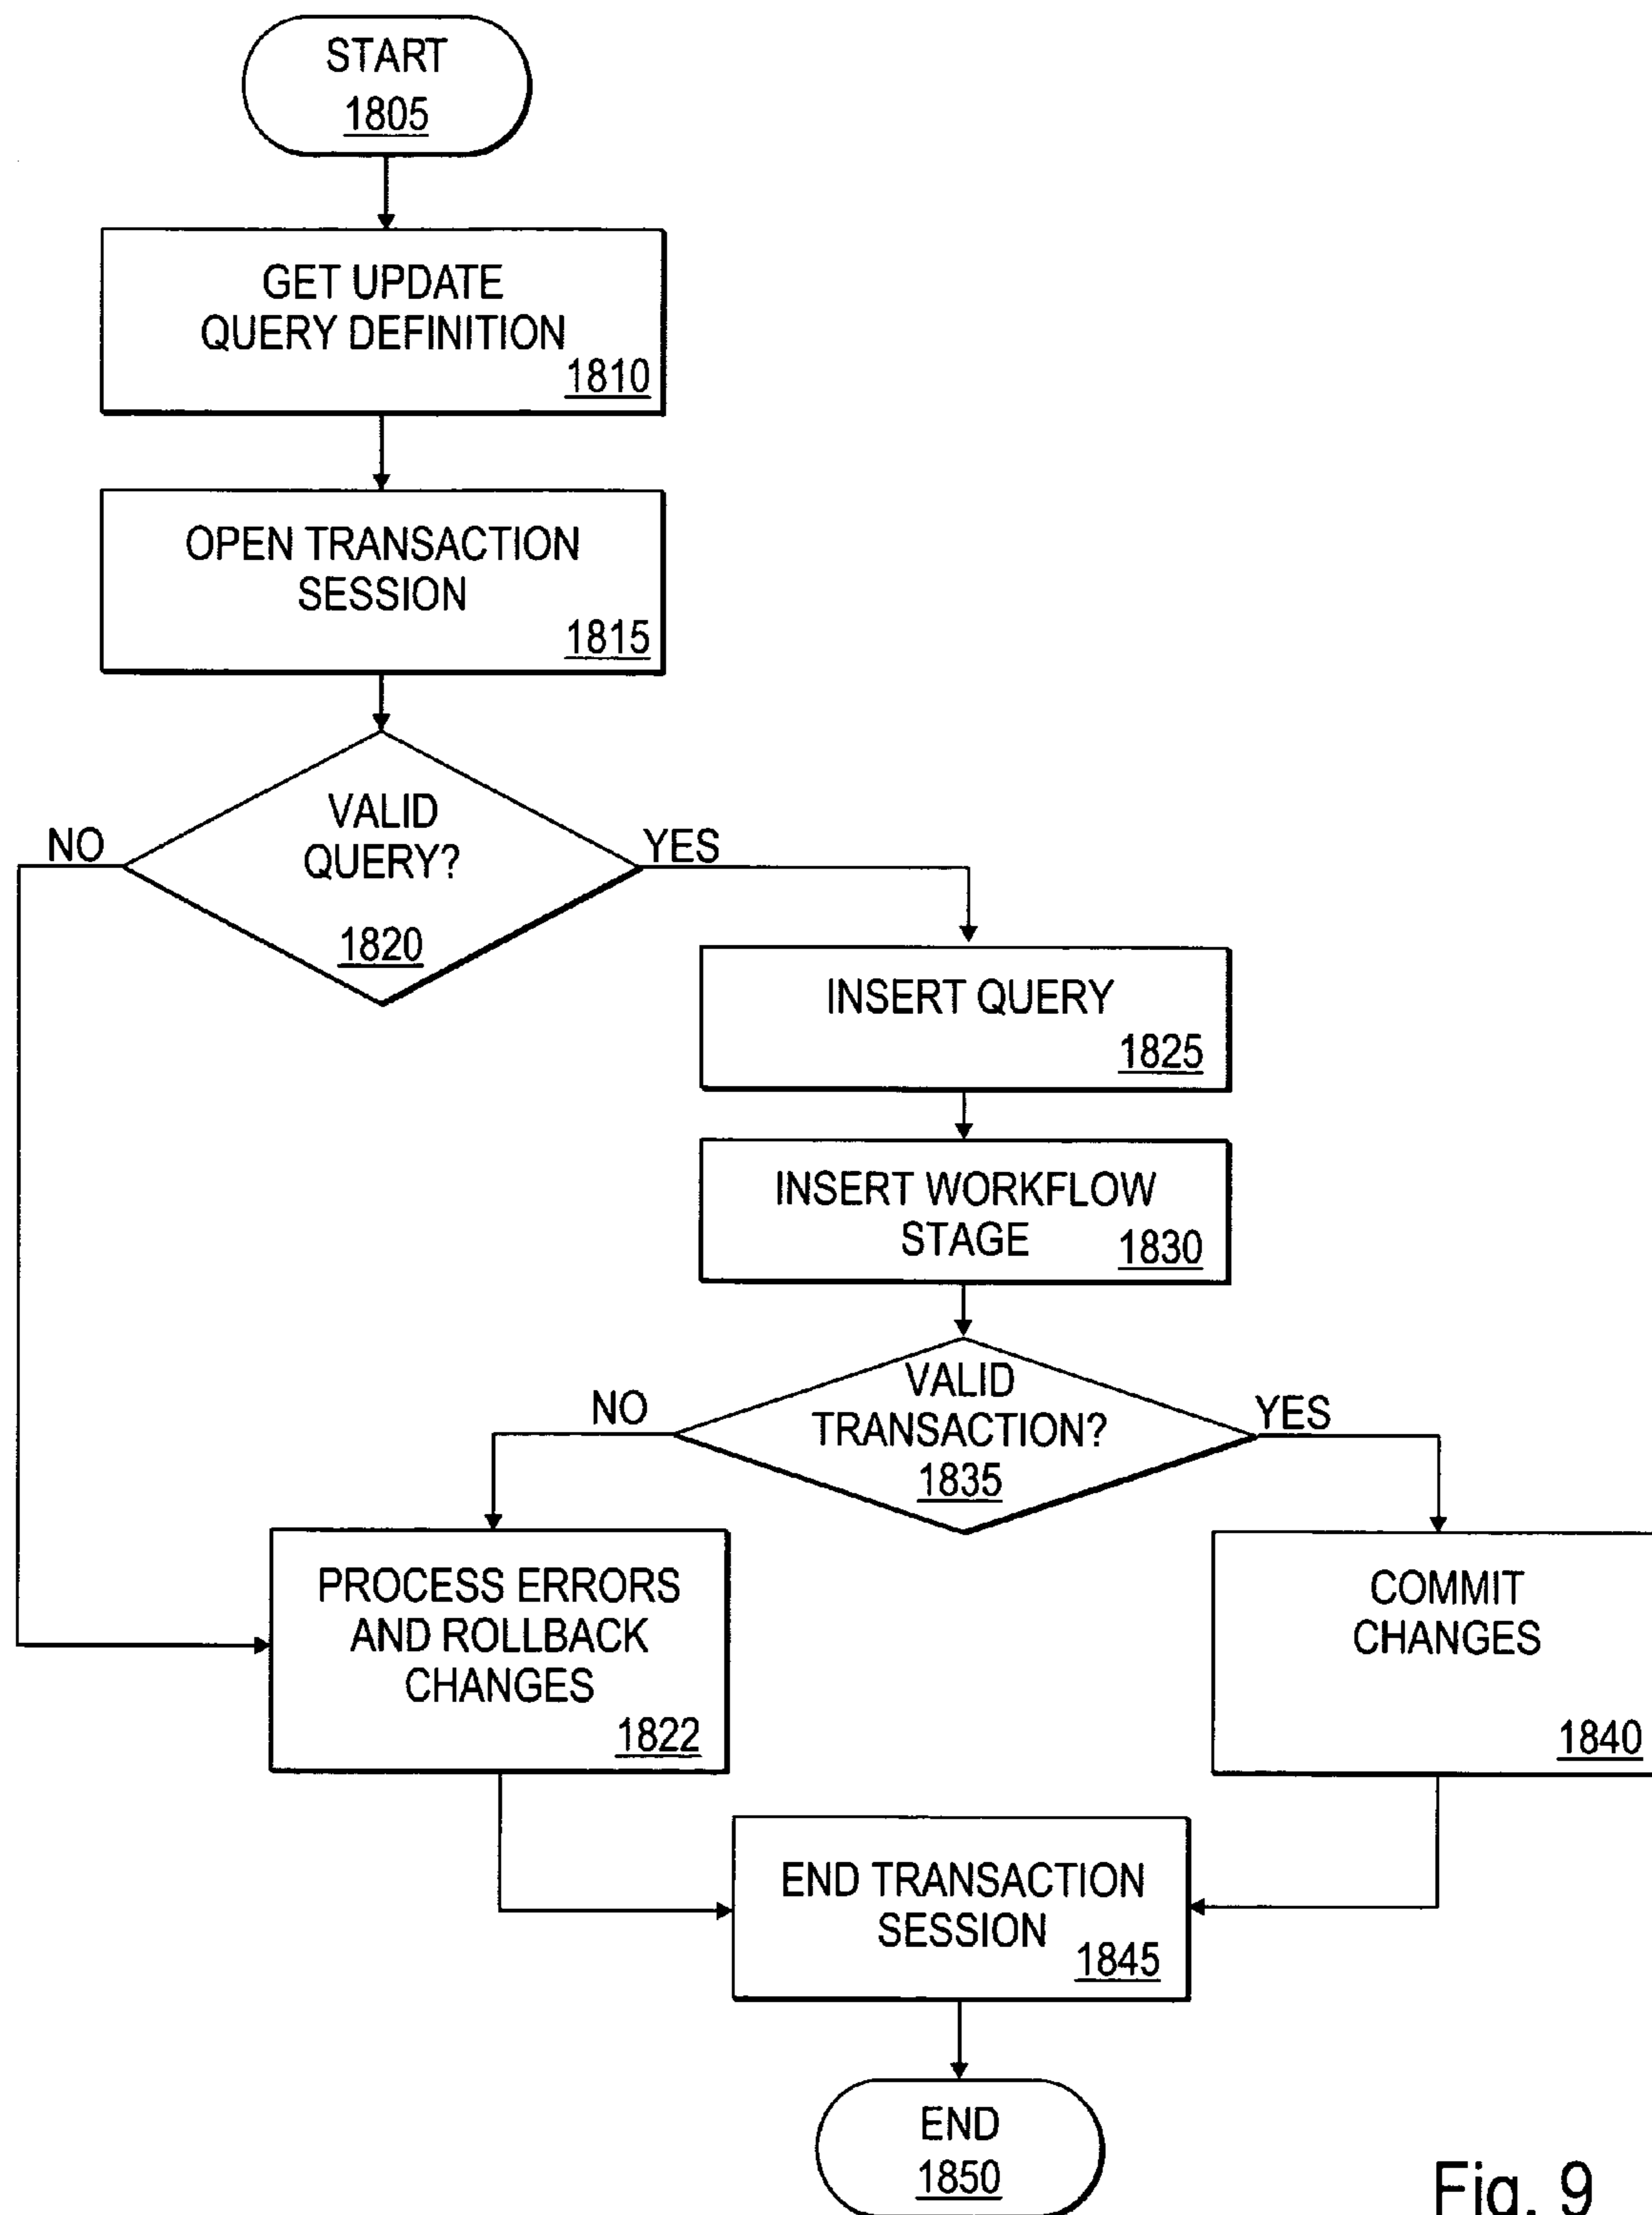 START
1805
GET UPDATE
QUERY DEFINITION
1810
OPEN TRANSACTION
SESSION
1815
VALID
QUERY?
1820
NO
YES
INSERT QUERY
1825
INSERT WORKFLOW
STAGE
1830
VALID
TRANSACTION?
1835
NO
YES
PROCESS ERRORS
AND ROLLBACK
CHANGES
1822
COMMIT
CHANGES
1840
END TRANSACTION
SESSION
1845
END
1850
Fig. 9